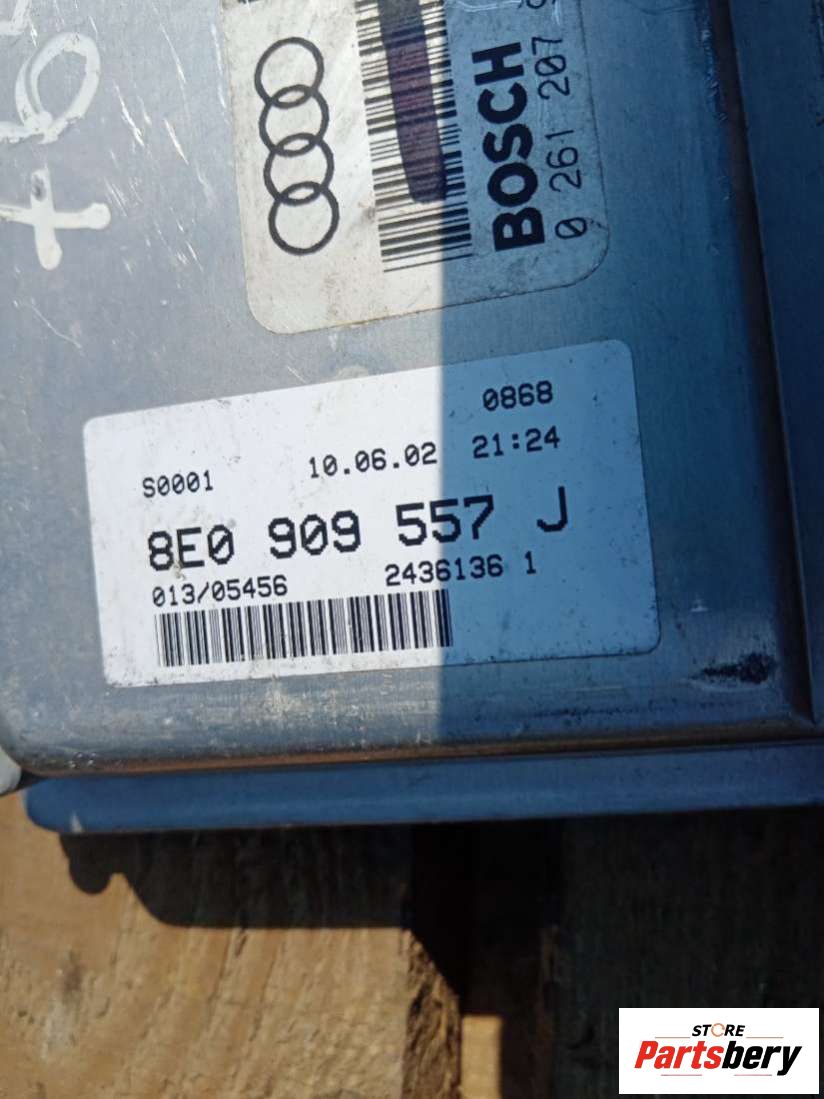 BOSCH
0 261 207
0868
S0001 10.06.02 21:24
8E0 909 557 J
013/05456 2436136 1
STORE
Partsbery